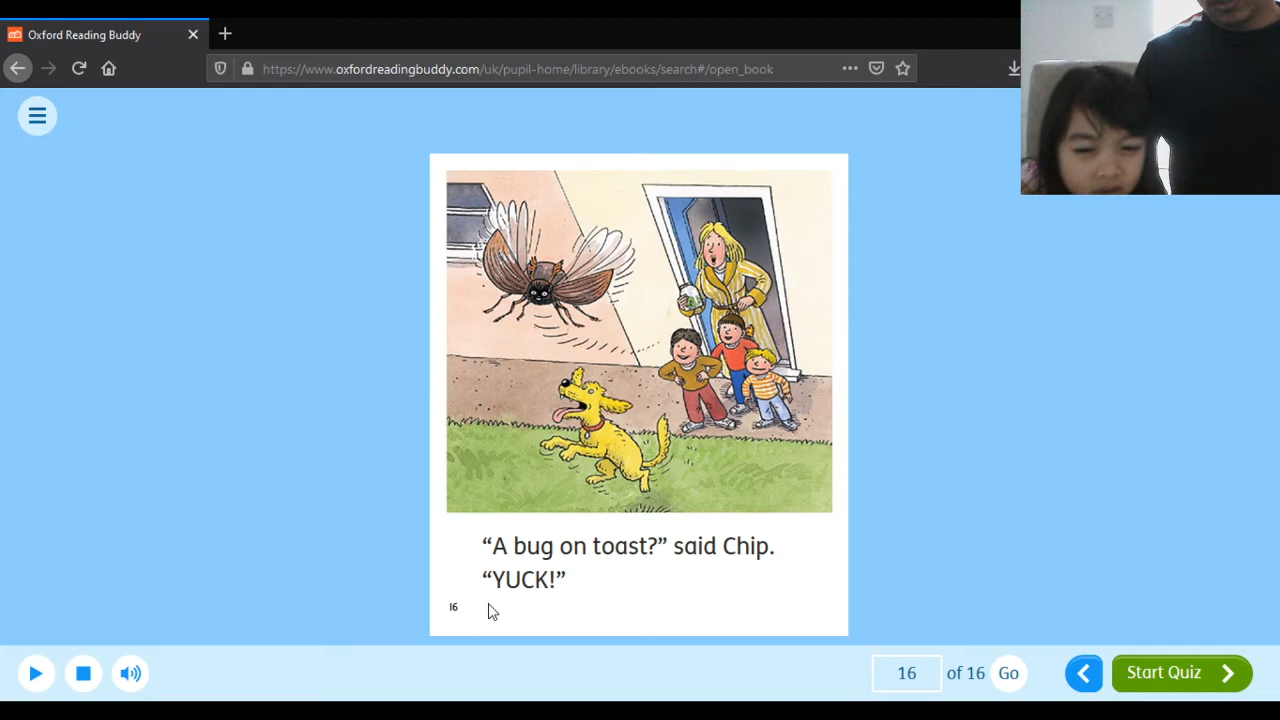 Oxford Reading Buddy
https://www.oxfordreadingbuddy.com/uk/pupil-home/library/ebooks/search#/open_book
“A bug on toast?” said Chip.
“YUCK!”
16
16 of 16 Go
Start Quiz